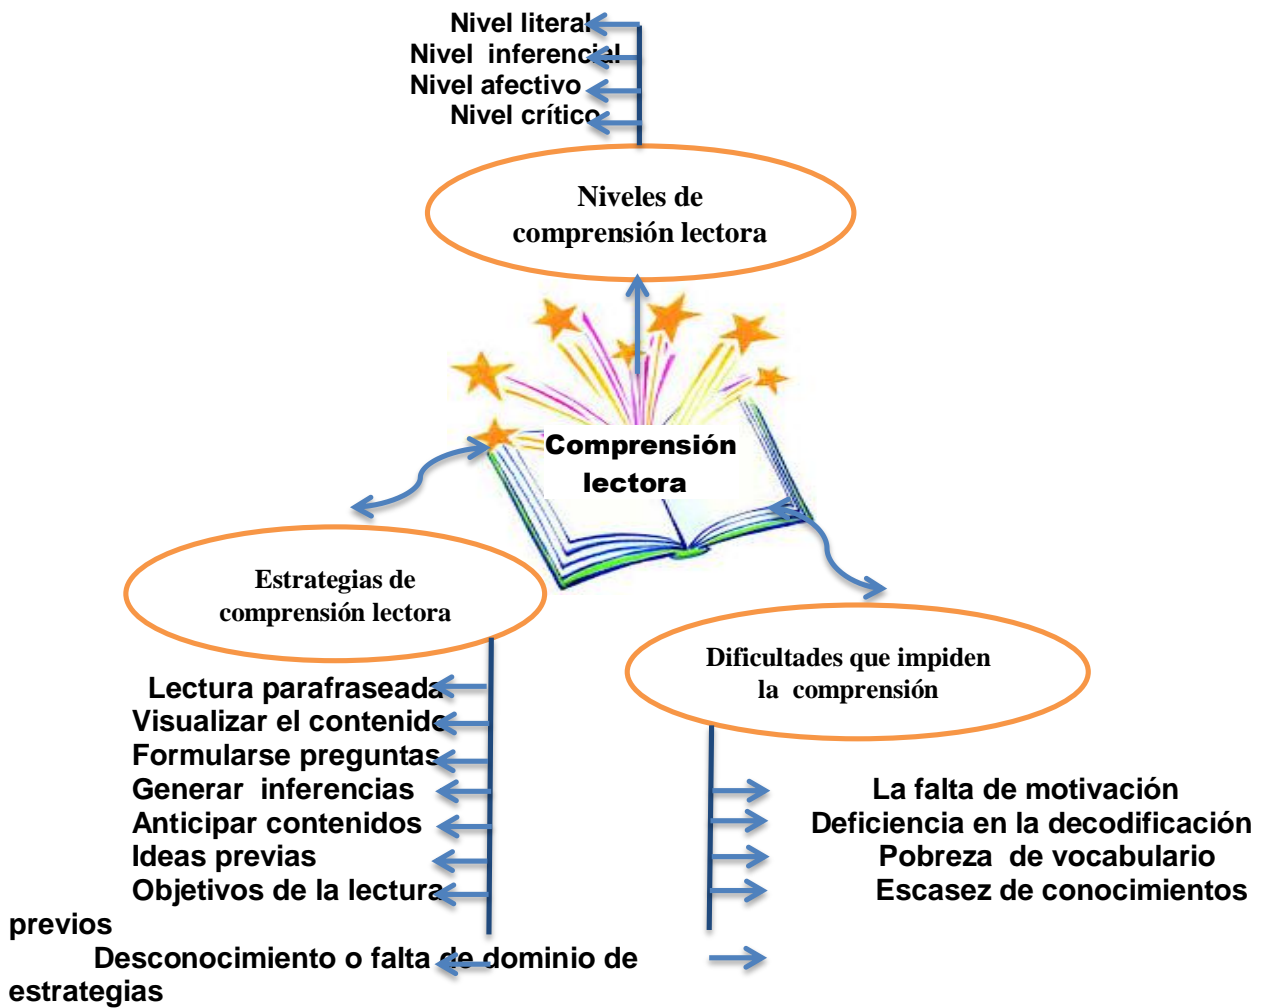 Nivel literal
Nivel inferencial
Nivel afectivo
Nivel crítico
Niveles de
comprensión lectora
Comprensión
lectora
Estrategias de
comprensión lectora
Dificultades que impiden
la comprensión
Lectura parafraseada
Visualizar el contenido
Formularse preguntas
Generar inferencias
La falta de motivación
Anticipar contenidos
Deficiencia en la decodificación
Ideas previas
Pobreza de vocabulario
Objetivos de la lectura
Escasez de conocimientos
previos
Desconocimiento o falta de dominio de
estrategias